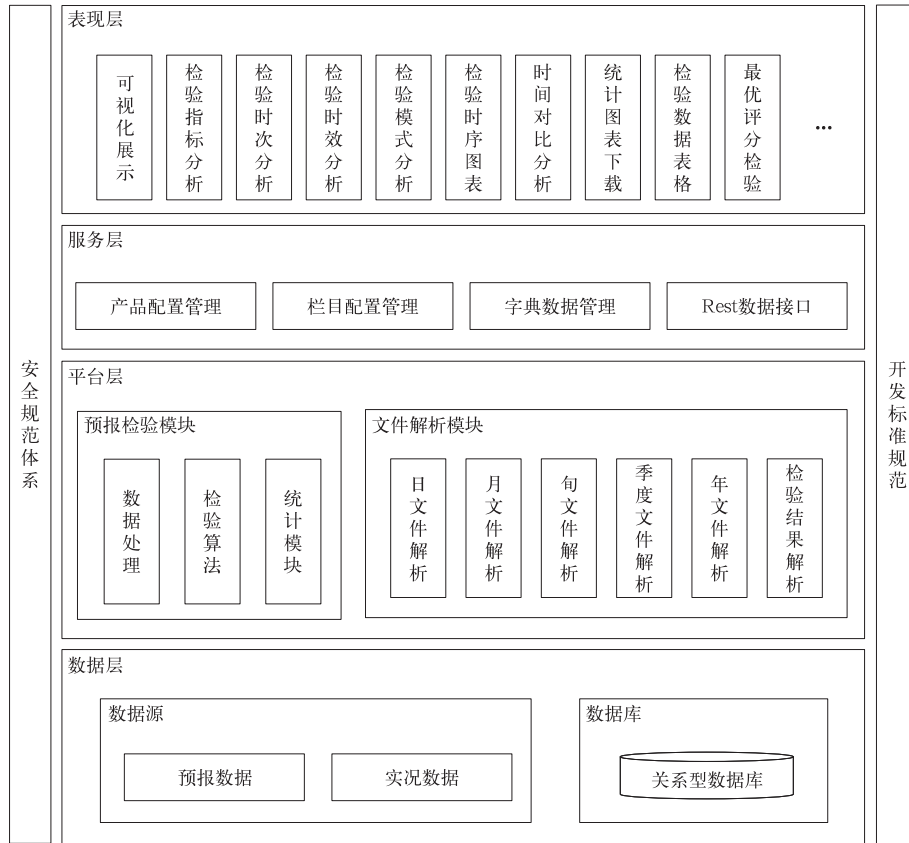 安全规范体系
表现层
可视化展示
检验指标分析
检验时次分析
检验时效分析
检验模式分析
检验时序图表
时间对比分析
统计图表下载
检验数据表格
最优评分检验
...
服务层
产品配置管理
栏目配置管理
字典数据管理
Rest数据接口
平台层
预报检验模块
数据处理
检验算法
统计模块
文件解析模块
日文件解析
月文件解析
旬文件解析
季度文件解析
年文件解析
检验结果解析
数据层
数据源
预报数据
实况数据
数据库
关系型数据库
开发标准规范